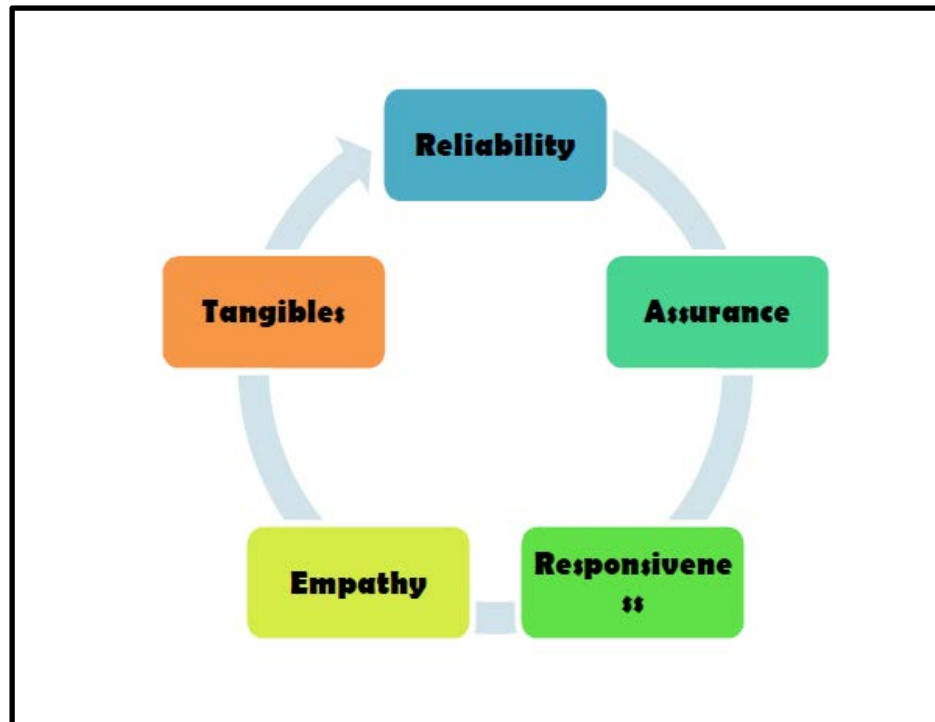 Reliability
Assurance
Responsivene
ss
Empathy
Tangibles